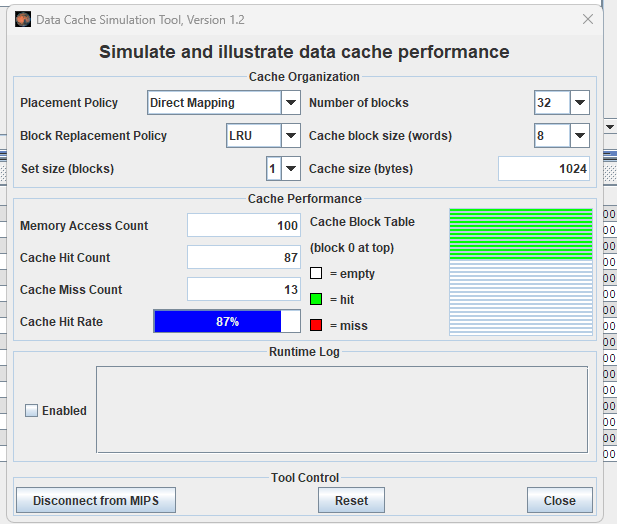 Data Cache Simulation Tool, Version 1.2
Simulate and illustrate data cache performance
Cache Organization
Placement Policy Direct Mapping Number of blocks 32
Block Replacement Policy LRU Cache block size (words) 8
Set size (blocks) 1 Cache size (bytes) 1024
Cache Performance
Memory Access Count 100 Cache Block Table
(block 0 at top)
Cache Hit Count 87
= empty
Cache Miss Count 13
= hit
Cache Hit Rate 87% = miss
Runtime Log
Enabled
Tool Control
Disconnect from MIPS Reset Close